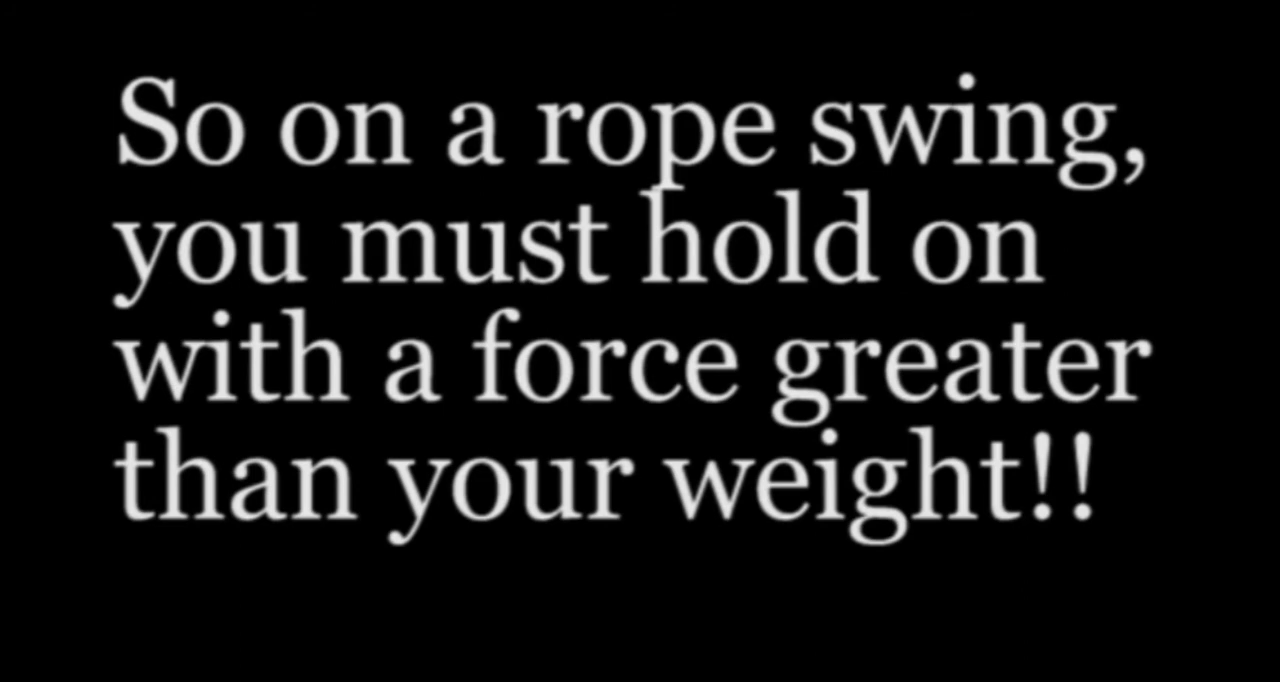 So on a rope swing,
you must hold on
with a force greater
than your weight!!